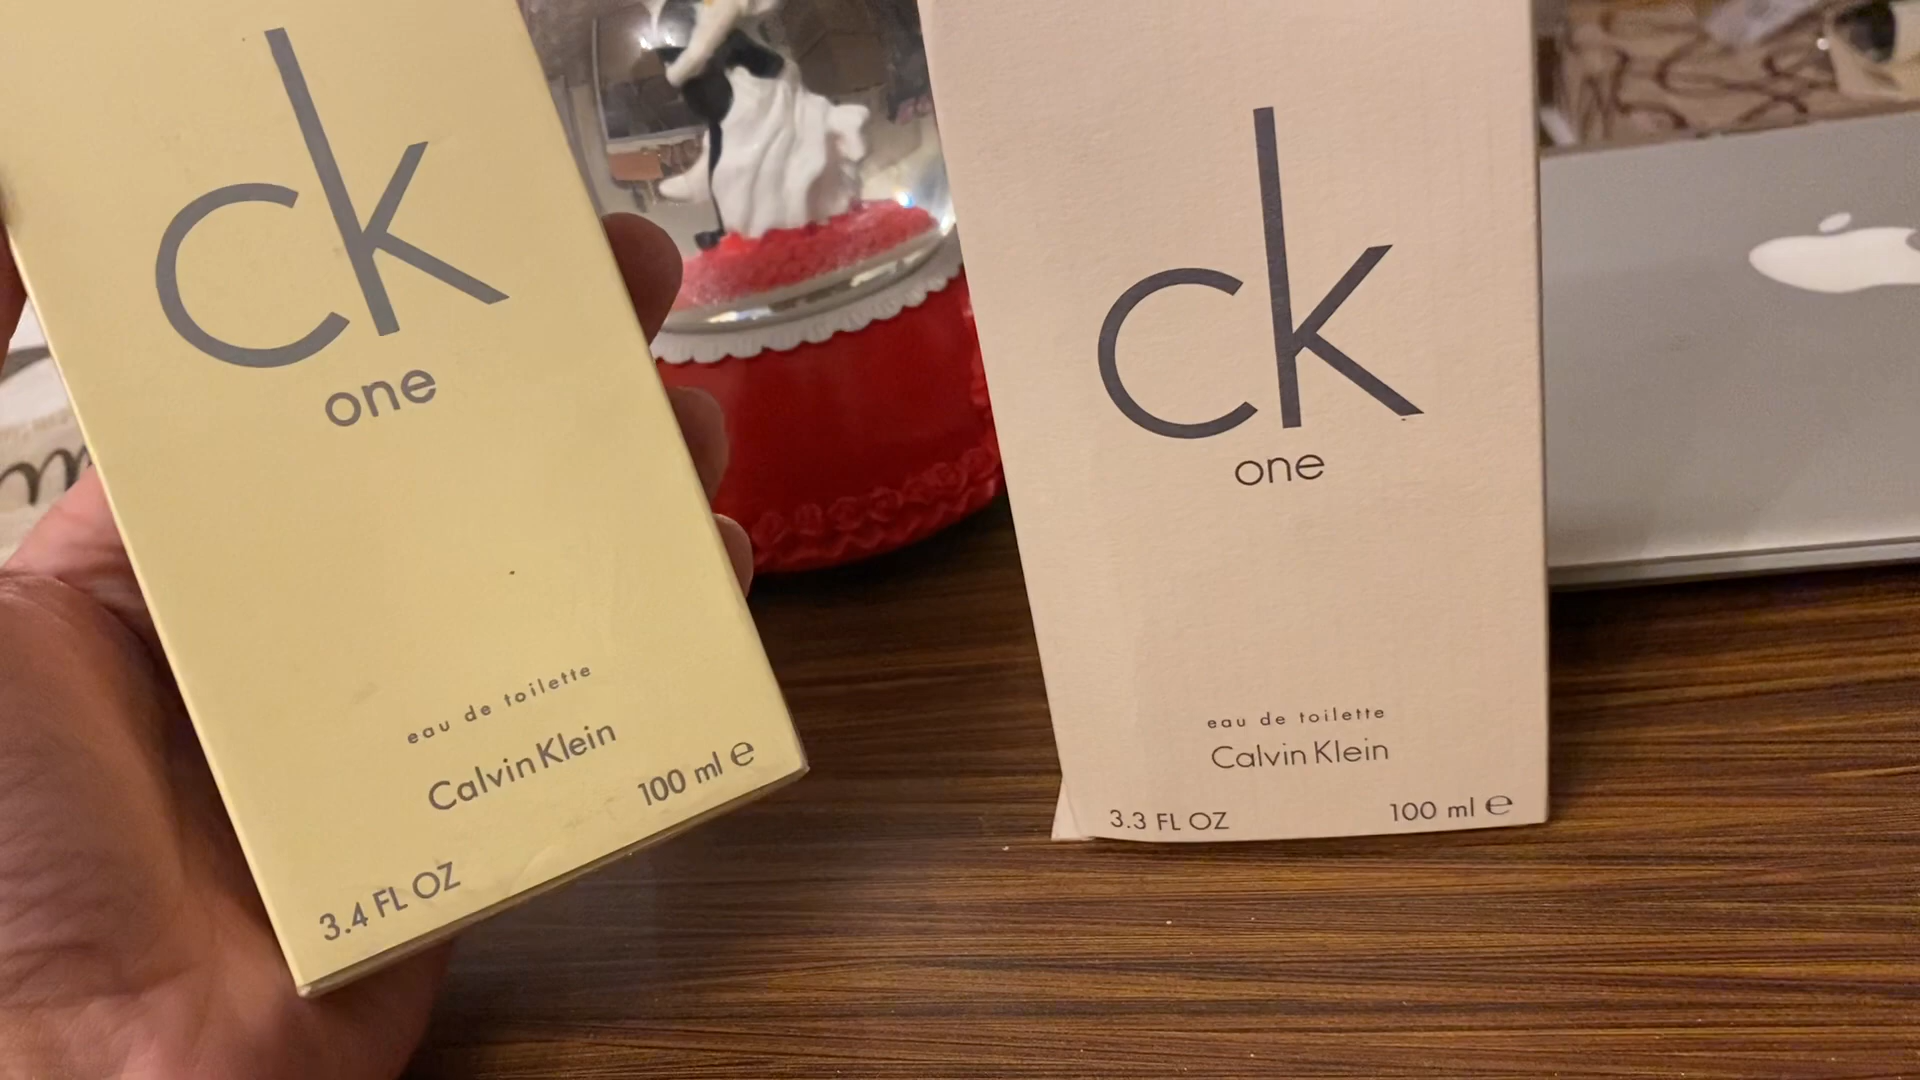 ck
one
eau de toilette
Calvin Klein
3.4 FL OZ 100 ml ℮
ck
one
eau de toilette
Calvin Klein
3.3 FL OZ 100 ml ℮